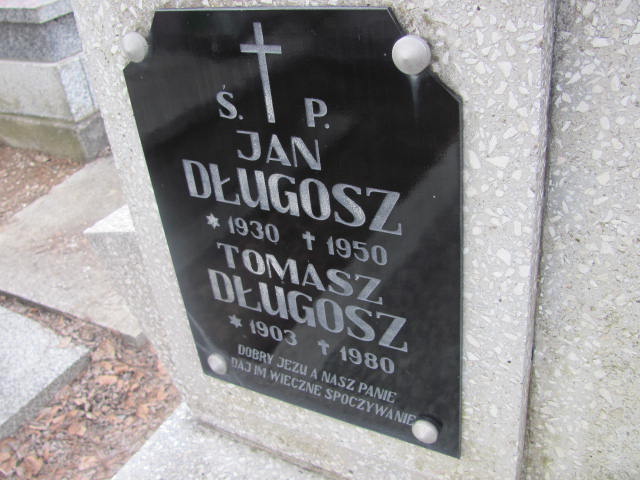 Ś. P.
JAN
DŁUGOSZ
* 1930 ✝ 1950
TOMASZ
DŁUGOSZ
* 1903 ✝ 1980
DOBRY JEZU A NASZ PANIE
DAJ IM WIECZNE SPOCZYWANIE